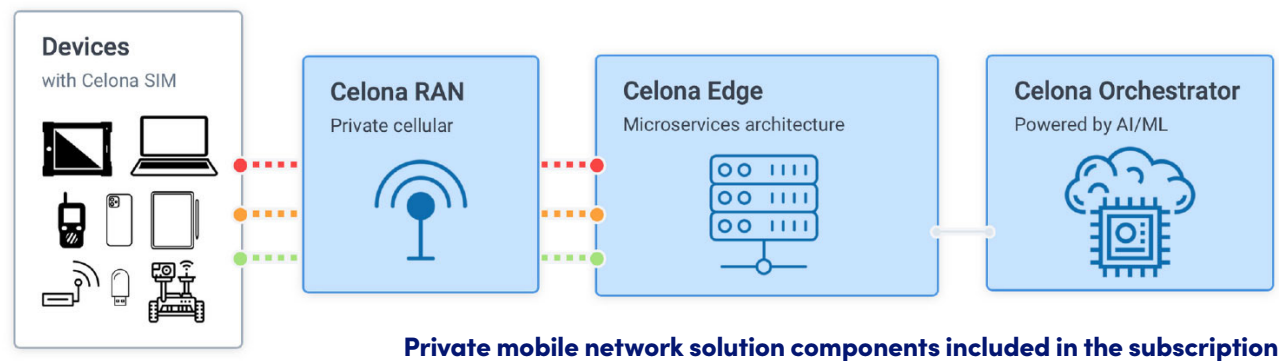 Devices
with Celona SIM
Celona RAN
Private cellular
Celona Edge
Microservices architecture
Celona Orchestrator
Powered by AI/ML
Private mobile network solution components included in the subscription